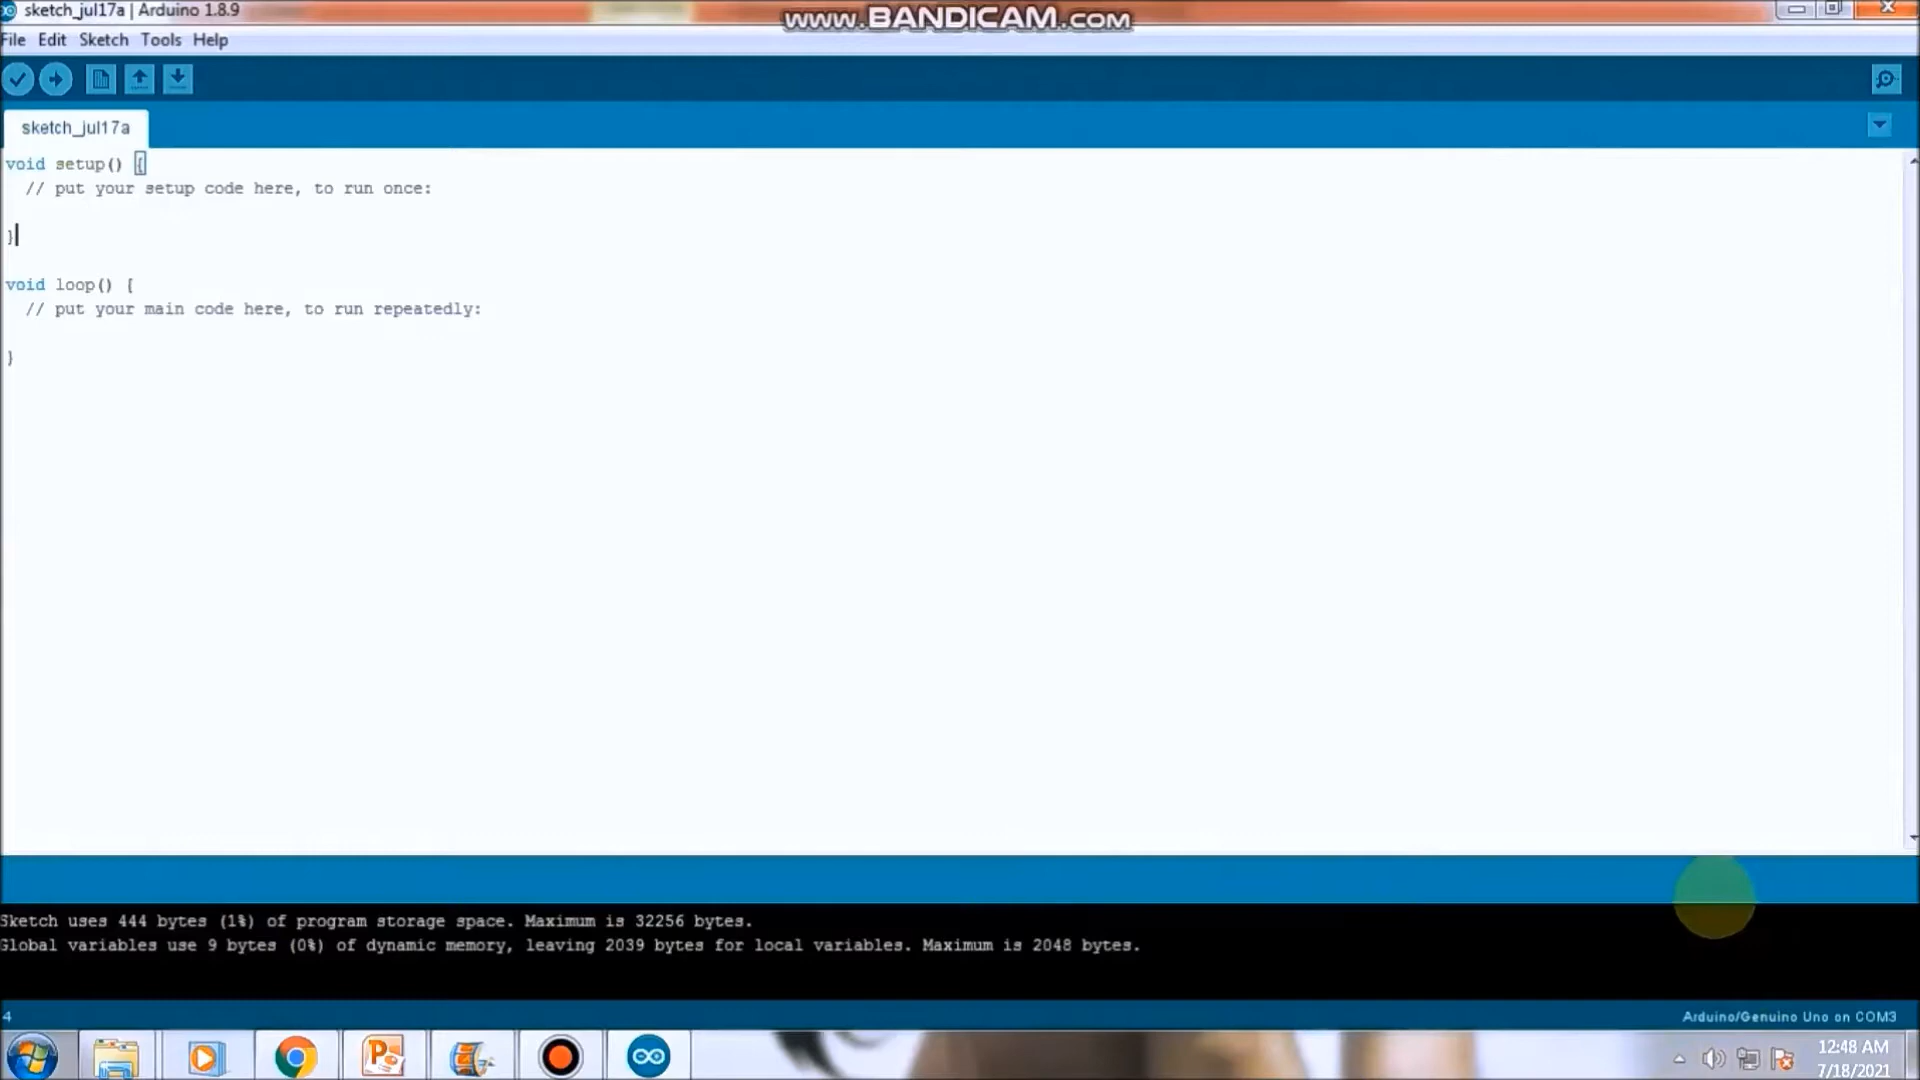 sketch_jul17a | Arduino 1.8.9
www.BANDICAM.com
File Edit Sketch Tools Help
sketch_jul17a
void setup() {
// put your setup code here, to run once:
}
void loop() {
// put your main code here, to run repeatedly:
}
Sketch uses 444 bytes (1%) of program storage space. Maximum is 32256 bytes.
Global variables use 9 bytes (0%) of dynamic memory, leaving 2039 bytes for local variables. Maximum is 2048 bytes.
4
Arduino/Genuino Uno on COM3
12:48 AM
7/18/2021